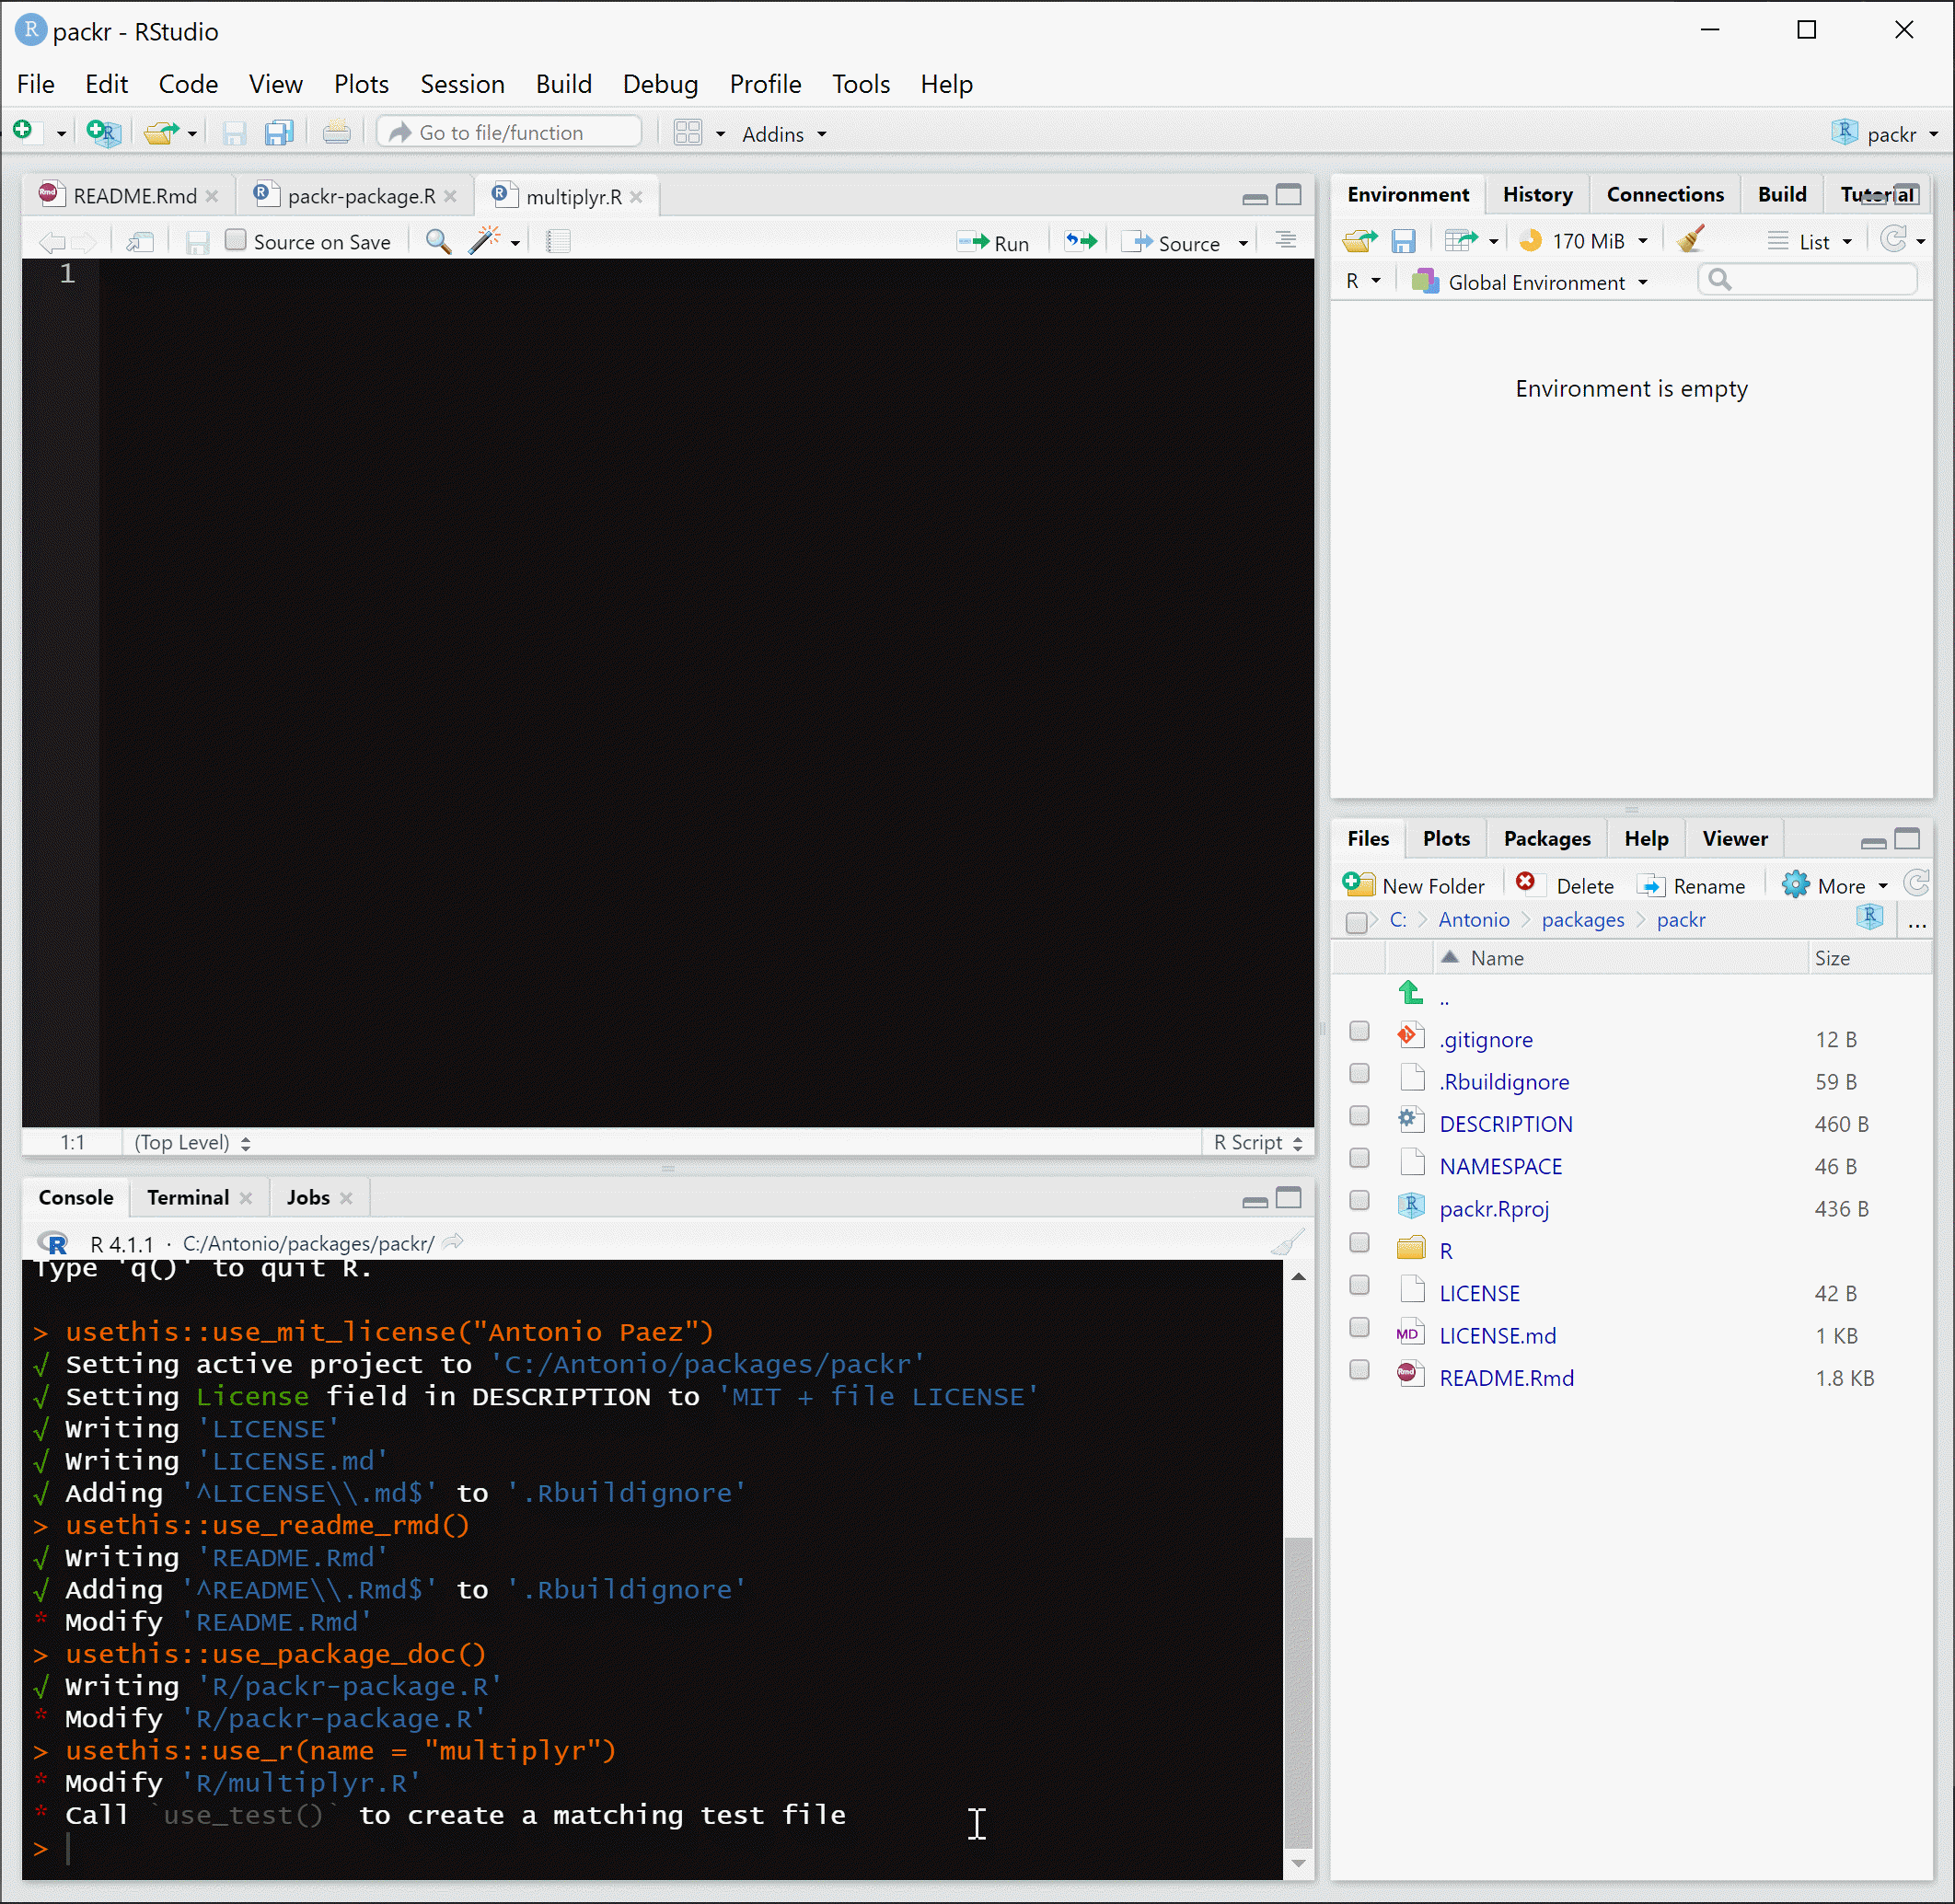 packr - RStudio
File Edit Code View Plots Session Build Debug Profile Tools Help
Go to file/function Addins packr
README.Rmd packr-package.R multiplyr.R
Source on Save Run Source
1
1:1 (Top Level) R Script
Console Terminal Jobs
R 4.1.1 · C:/Antonio/packages/packr/
Type 'q()' to quit R.
> usethis::use_mit_license("Antonio Paez")
√ Setting active project to 'C:/Antonio/packages/packr'
√ Setting License field in DESCRIPTION to 'MIT + file LICENSE'
√ Writing 'LICENSE'
√ Writing 'LICENSE.md'
√ Adding '^LICENSE\\.md$' to '.Rbuildignore'
> usethis::use_readme_rmd()
√ Writing 'README.Rmd'
√ Adding '^README\\.Rmd$' to '.Rbuildignore'
* Modify 'README.Rmd'
> usethis::use_package_doc()
√ Writing 'R/packr-package.R'
* Modify 'R/packr-package.R'
> usethis::use_r(name = "multiplyr")
* Modify 'R/multiplyr.R'
* Call `use_test()` to create a matching test file
>
Environment History Connections Build Tutorial
170 MiB List
R Global Environment
Environment is empty
Files Plots Packages Help Viewer
New Folder Delete Rename More
C: Antonio packages packr ...
Name Size
..
.gitignore 12 B
.Rbuildignore 59 B
DESCRIPTION 460 B
NAMESPACE 46 B
packr.Rproj 436 B
R
LICENSE 42 B
LICENSE.md 1 KB
README.Rmd 1.8 KB